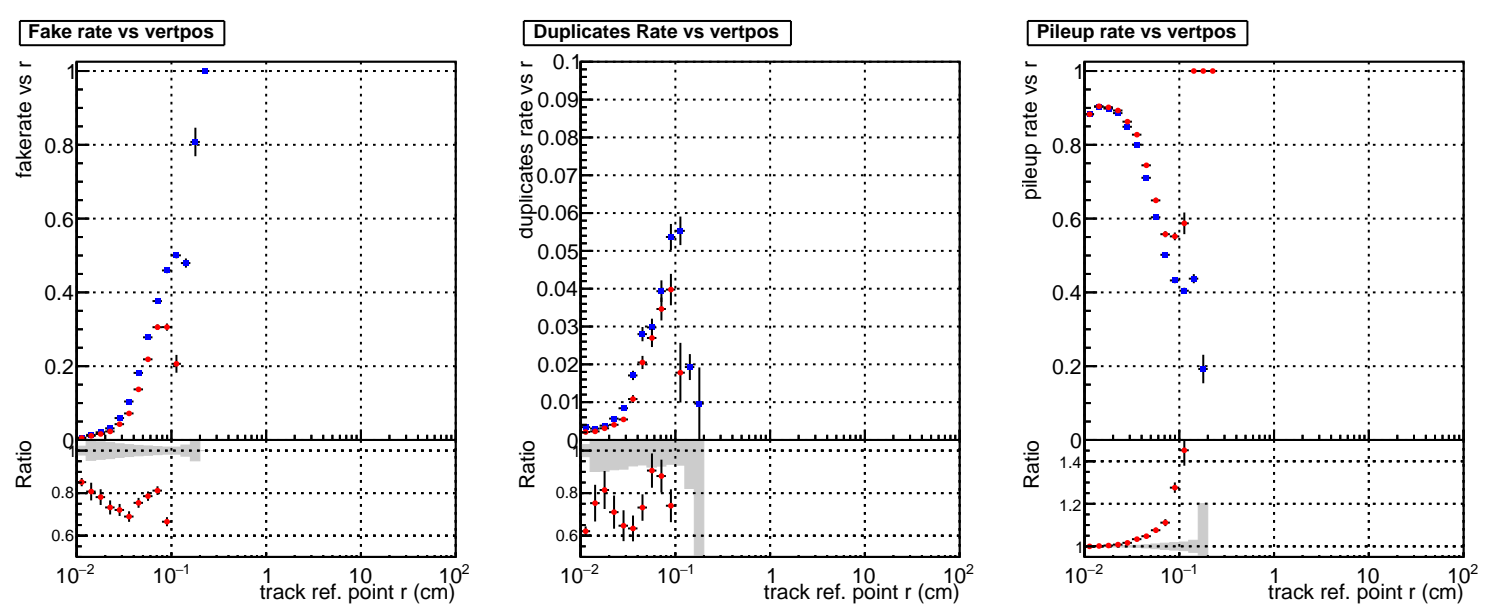 Fake rate vs vertpos
fakerate vs r
1
0.8
0.6
0.4
0.2
0
Ratio
1
0.8
0.6
10⁻² 10⁻¹ 1 10 10²
track ref. point r (cm)
Duplicates Rate vs vertpos
duplicates rate vs r
0.1
0.09
0.08
0.07
0.06
0.05
0.04
0.03
0.02
0.01
0
Ratio
1
0.8
0.6
10⁻² 10⁻¹ 1 10 10²
track ref. point r (cm)
Pileup rate vs vertpos
pileup rate vs r
1
0.8
0.6
0.4
0.2
0
Ratio
1.4
1.2
1
10⁻² 10⁻¹ 1 10 10²
track ref. point r (cm)